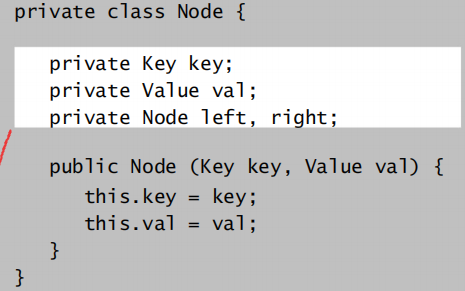 private class Node {
private Key key;
private Value val;
private Node left, right;
public Node (Key key, Value val) {
this.key = key;
this.val = val;
}
}